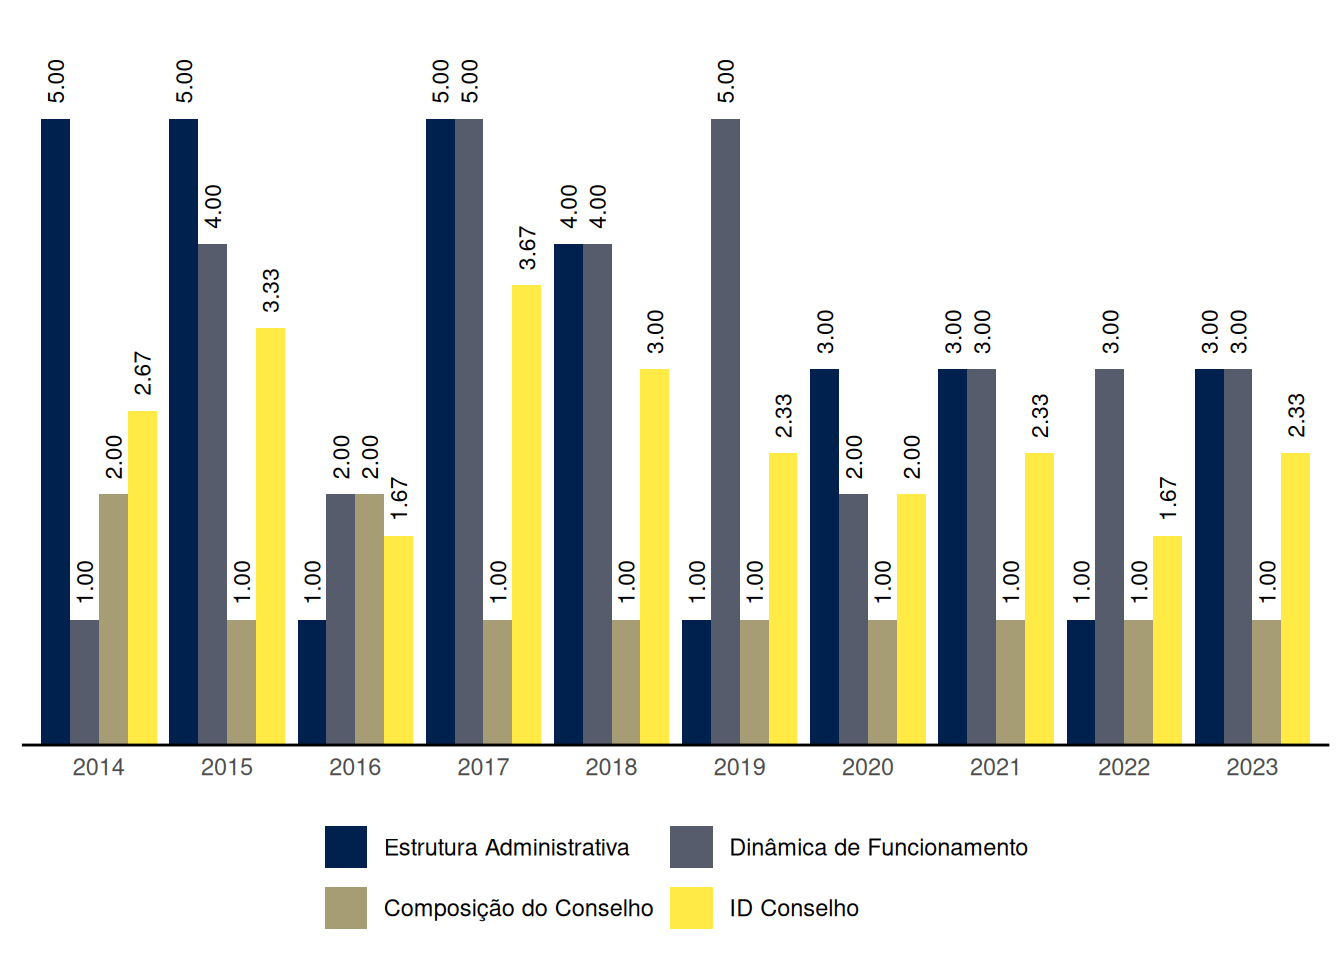 5.00 5.00 5.00 5.00 5.00
4.00 4.00 4.00
3.67
3.33 3.00 3.00 3.00 3.00 3.00 3.00 3.00
2.67 2.33 2.33 2.33
2.00 2.00 2.00 2.00 2.00
1.67 1.67
1.00 1.00 1.00 1.00 1.00 1.00 1.00 1.00 1.00 1.00 1.00 1.00
2014 2015 2016 2017 2018 2019 2020 2021 2022 2023
Estrutura Administrativa Dinâmica de Funcionamento
Composição do Conselho ID Conselho